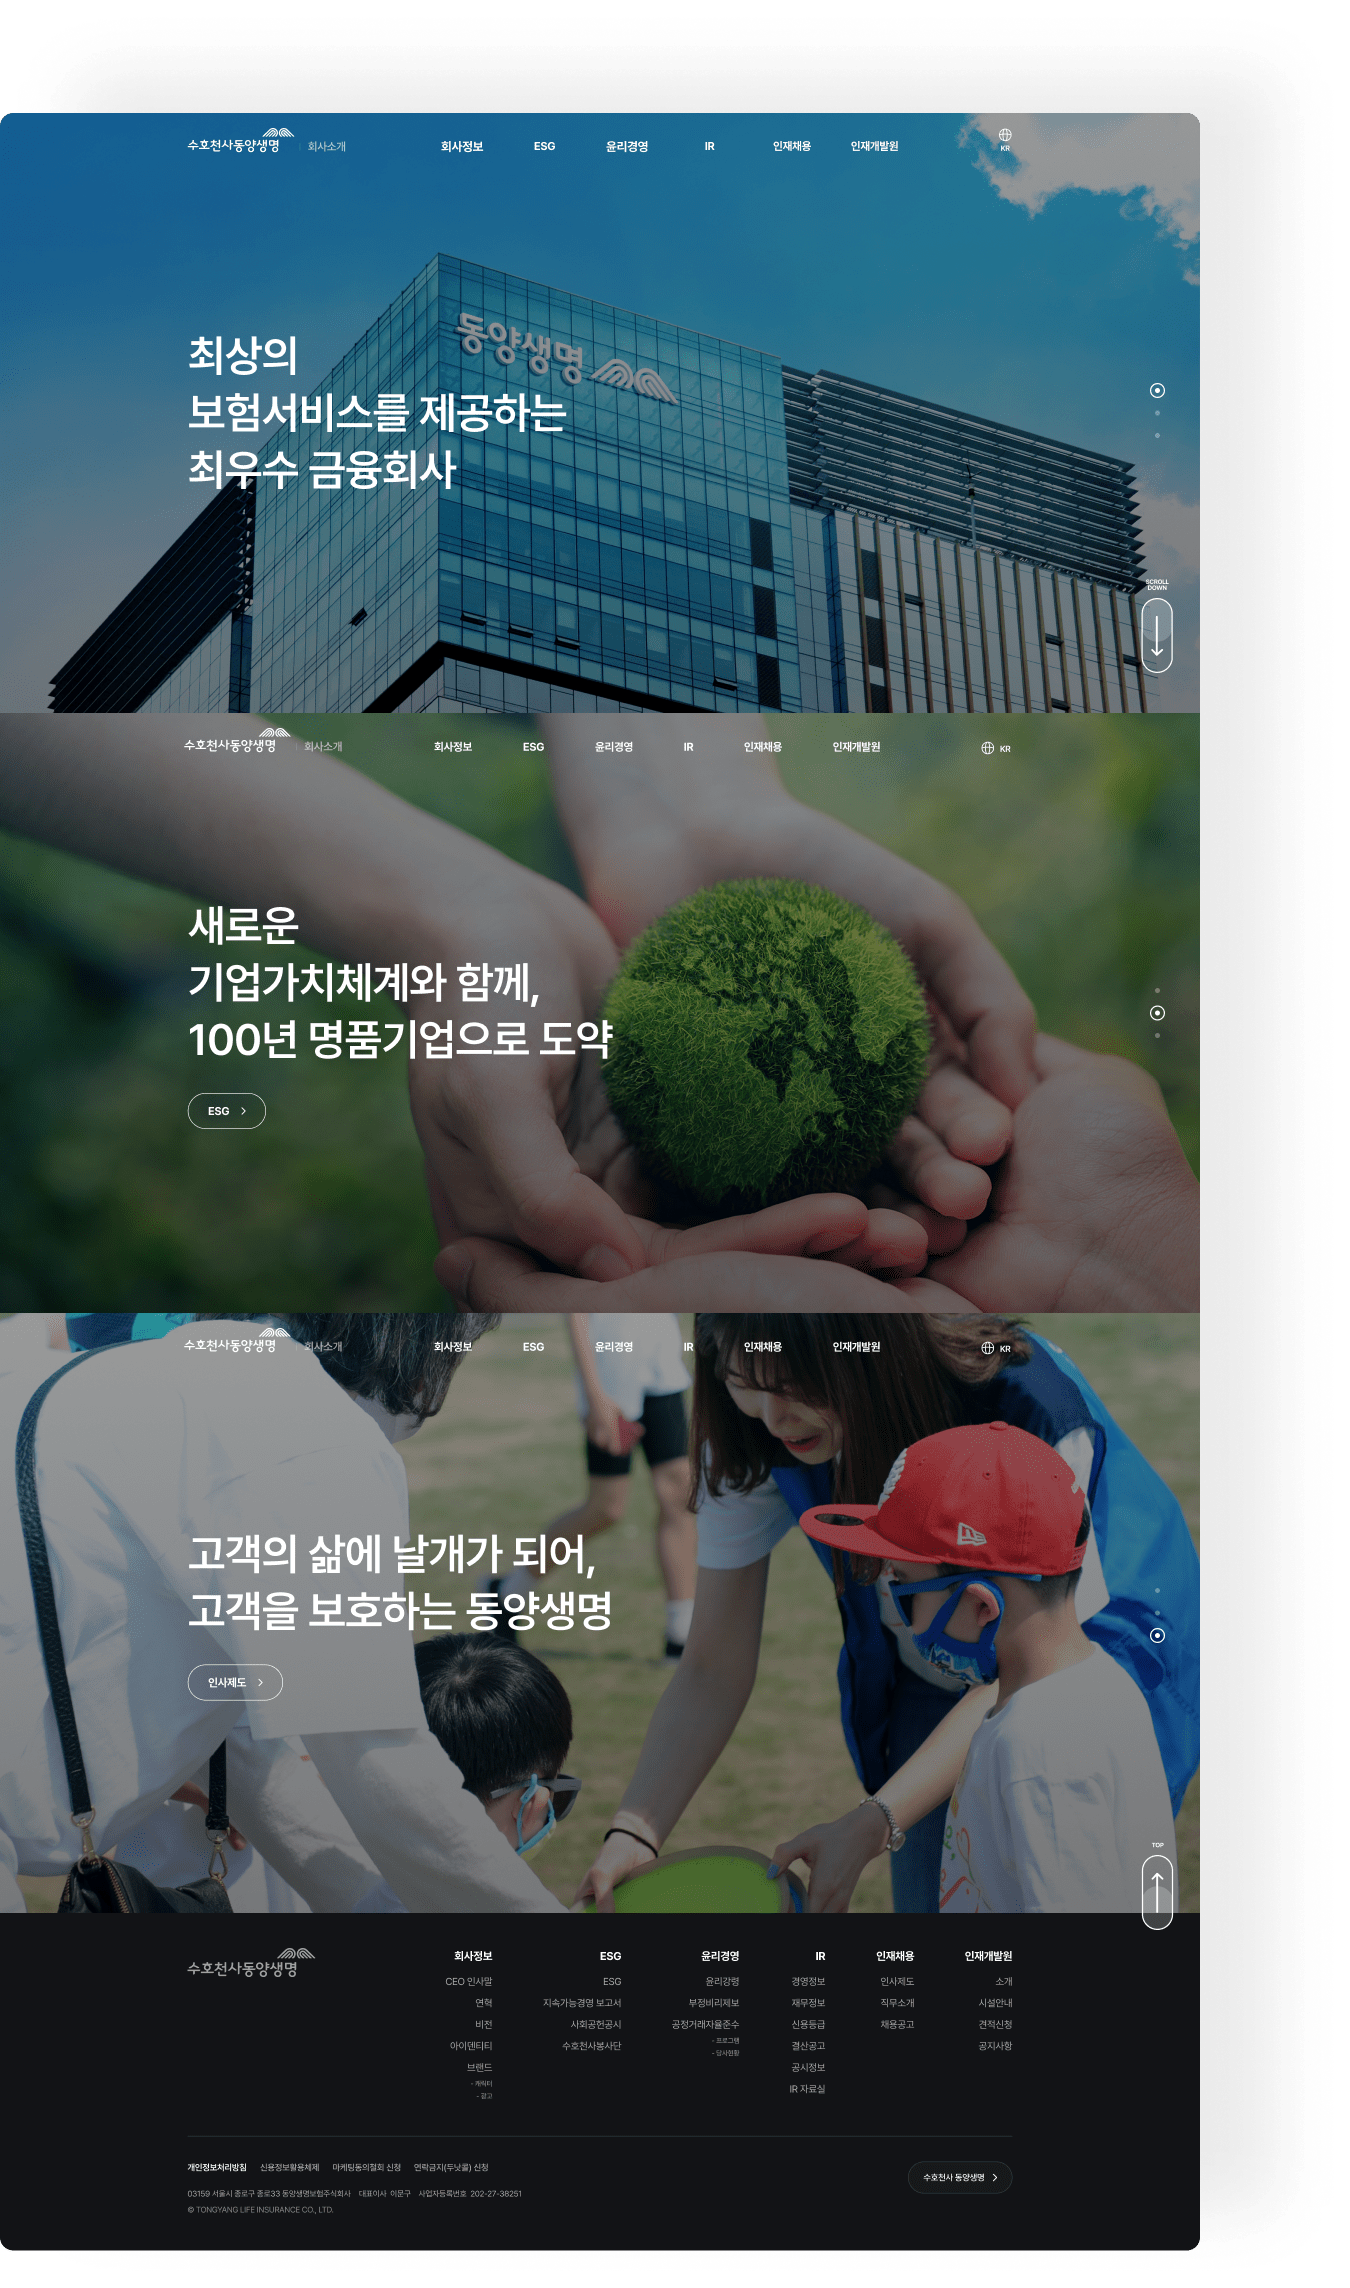 수호천사동양생명 회사소개 회사정보 ESG 윤리경영 IR 인재채용 인재개발원 KR
동양생명
최상의
보험서비스를 제공하는
최우수 금융회사
SCROLL
DOWN
수호천사동양생명 회사소개 회사정보 ESG 윤리경영 IR 인재채용 인재개발원 KR
새로운
기업가치체계와 함께,
100년 명품기업으로 도약
ESG
수호천사동양생명 회사소개 회사정보 ESG 윤리경영 IR 인재채용 인재개발원 KR
고객의 삶에 날개가 되어,
고객을 보호하는 동양생명
인사제도
TOP
수호천사동양생명
회사정보
CEO 인사말
연혁
비전
아이덴티티
브랜드
- 캐릭터
- 광고
ESG
ESG
지속가능경영 보고서
사회공헌공시
수호천사봉사단
윤리경영
윤리강령
부정비리제보
공정거래자율준수
- 프로그램
- 당사현황
IR
경영정보
재무정보
신용등급
결산공고
공시정보
IR 자료실
인재채용
인사제도
직무소개
채용공고
인재개발원
소개
시설안내
견적신청
공지사항
개인정보처리방침 신용정보활용체제 마케팅동의철회 신청 연락금지(두낫콜) 신청
수호천사 동양생명
03159 서울시 종로구 종로33 동양생명보험주식회사 대표이사 이문구 사업자등록번호 202-27-38251
© TONGYANG LIFE INSURANCE CO., LTD.